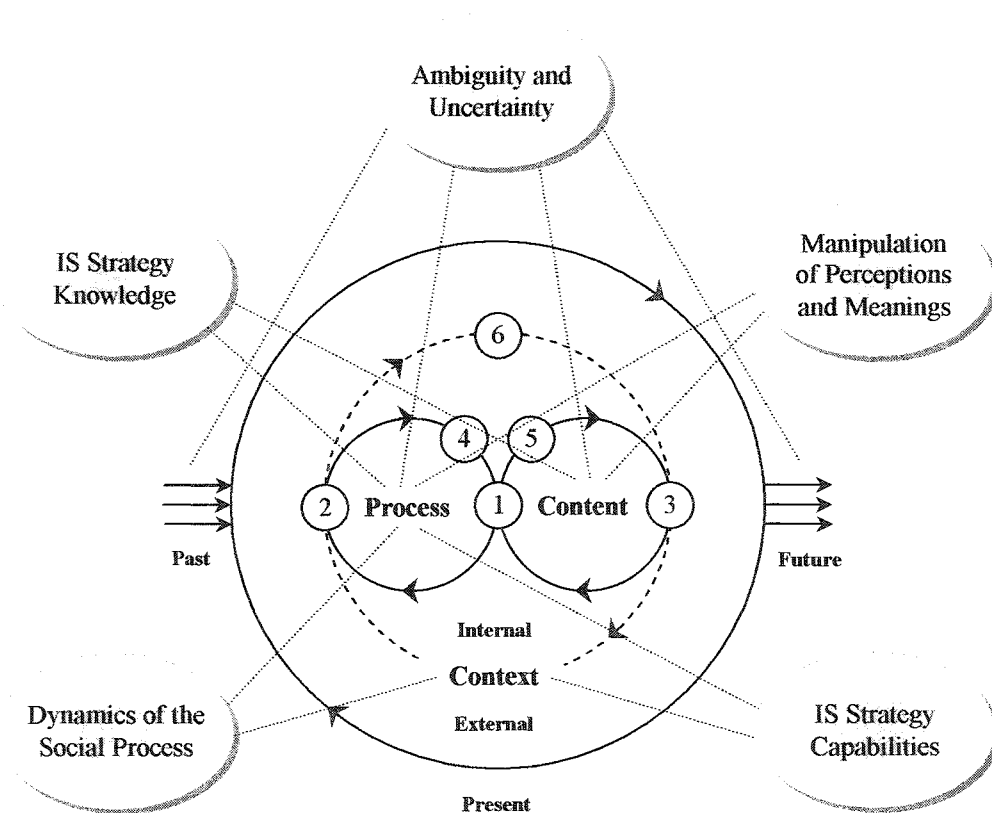 Ambiguity and
Uncertainty
IS Strategy
Knowledge
Manipulation
of Perceptions
and Meanings
6
4
5
2
Process
1
Content
3
Past
Future
Internal
Context
External
Dynamics of the
Social Process
IS Strategy
Capabilities
Present